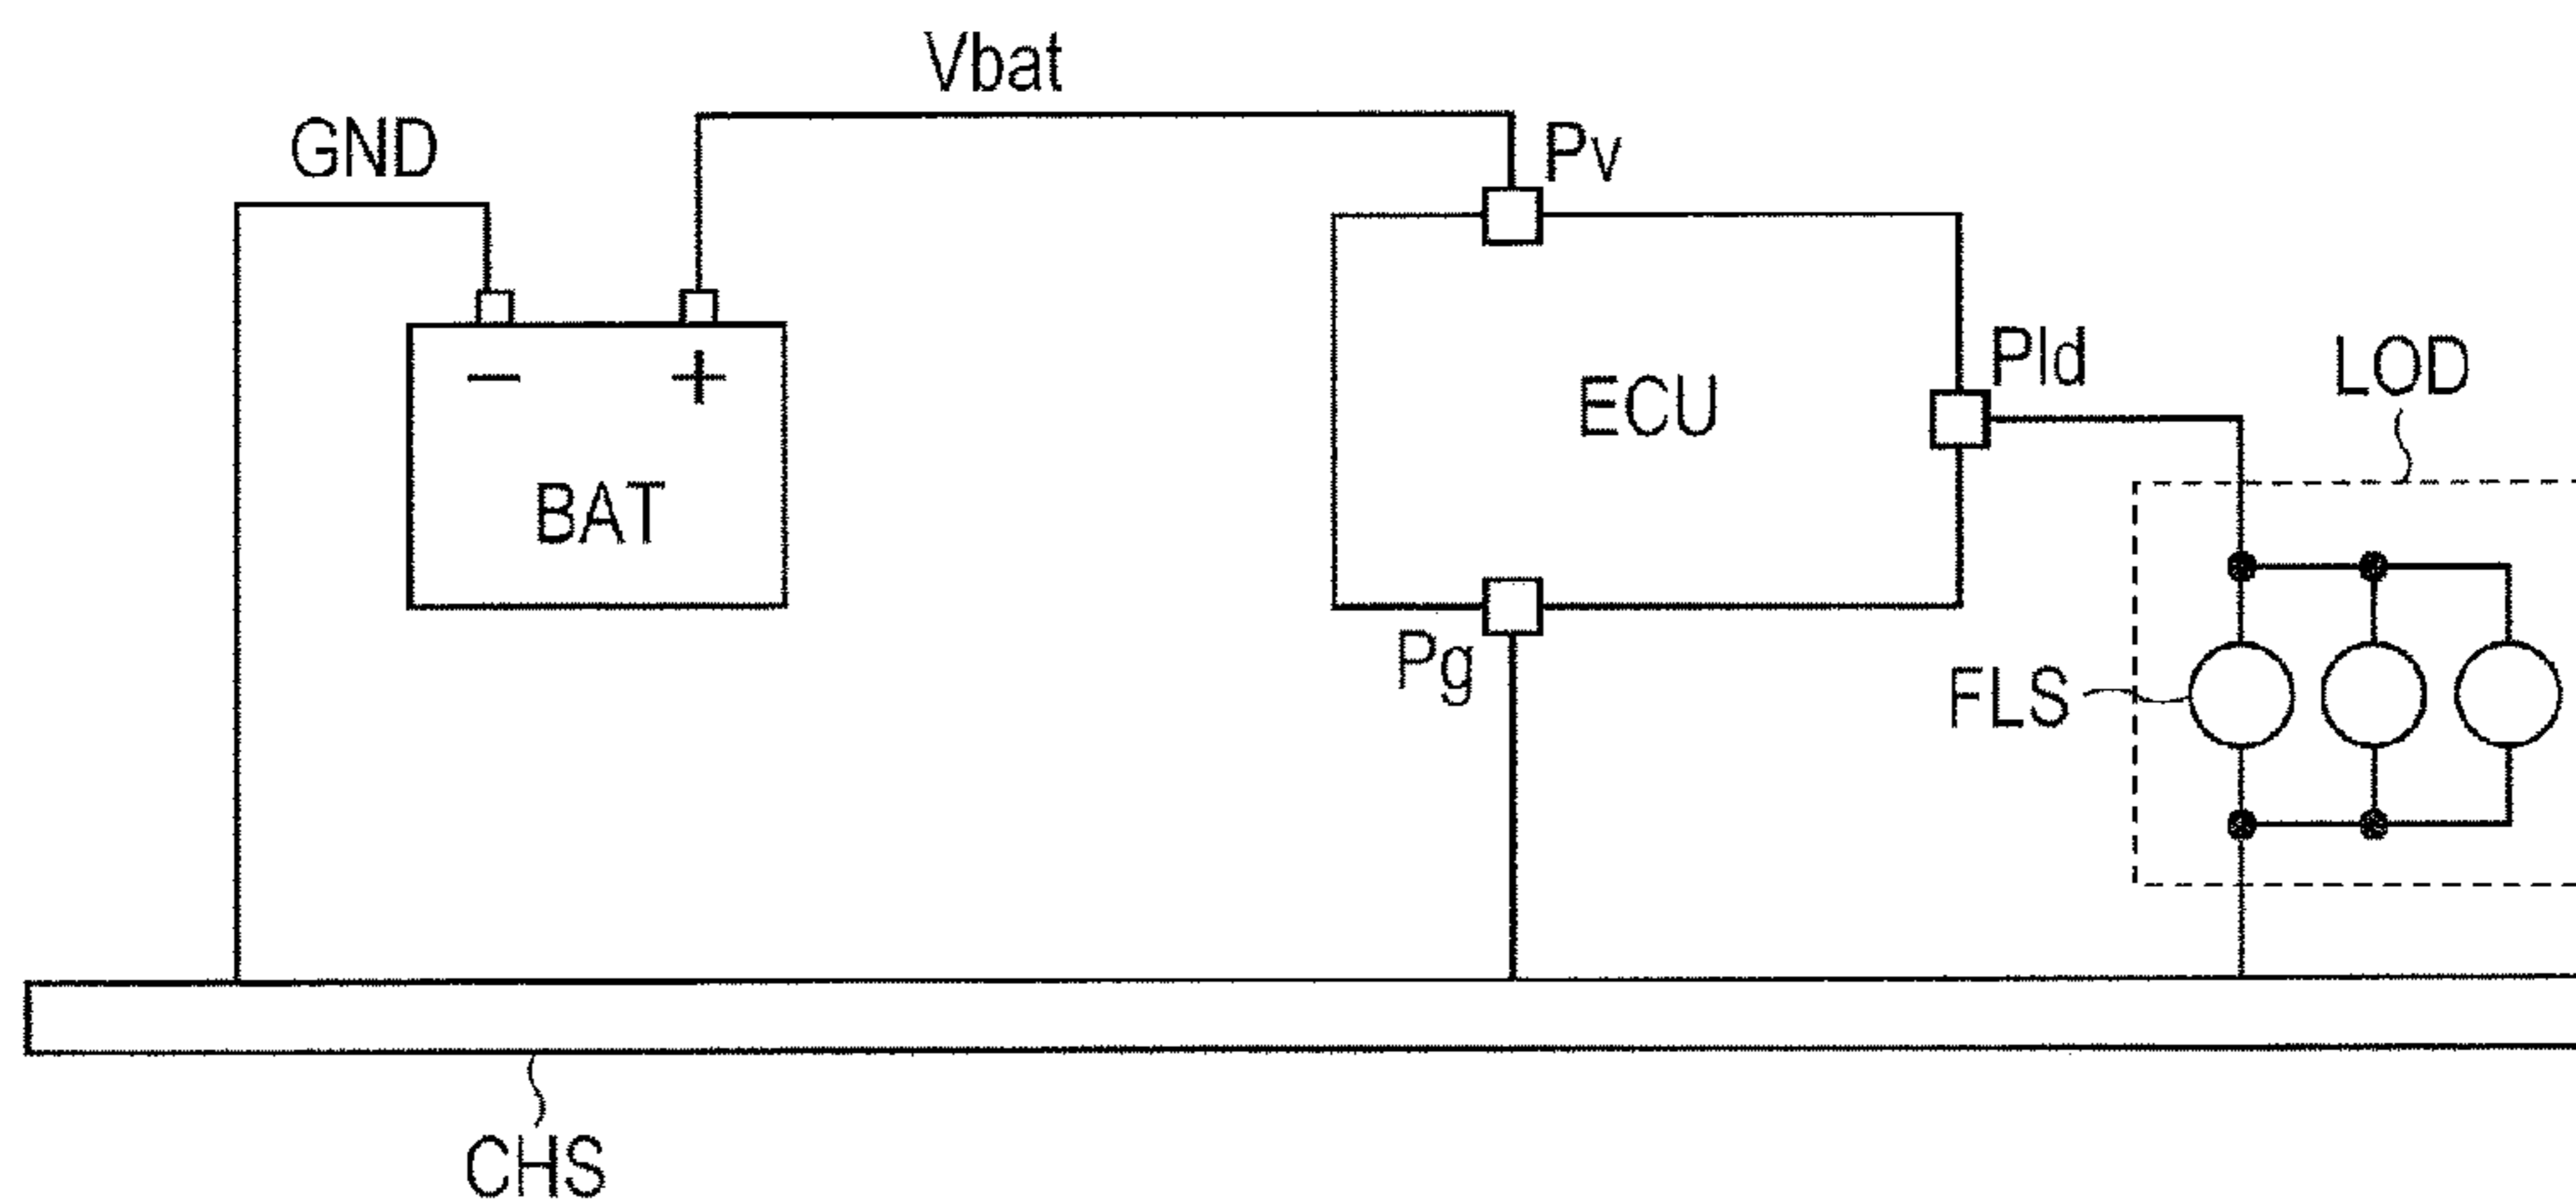 Vbat
GND
Pv
Pld
LOD
− +
ECU
BAT
Pg
FLS
CHS